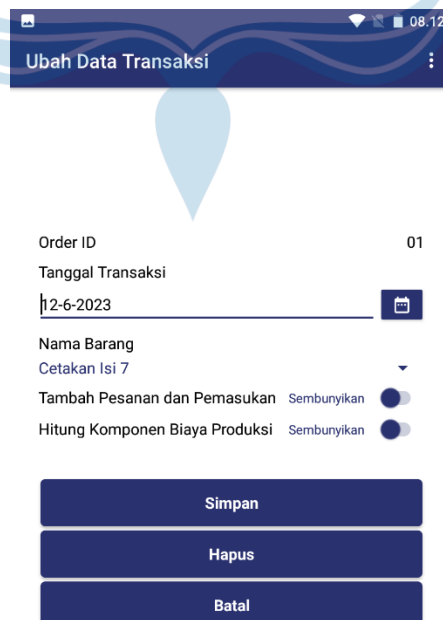 08.12
Ubah Data Transaksi
Order ID 01
Tanggal Transaksi
12-6-2023
Nama Barang
Cetakan Isi 7
Tambah Pesanan dan Pemasukan Sembunyikan
Hitung Komponen Biaya Produksi Sembunyikan
Simpan
Hapus
Batal